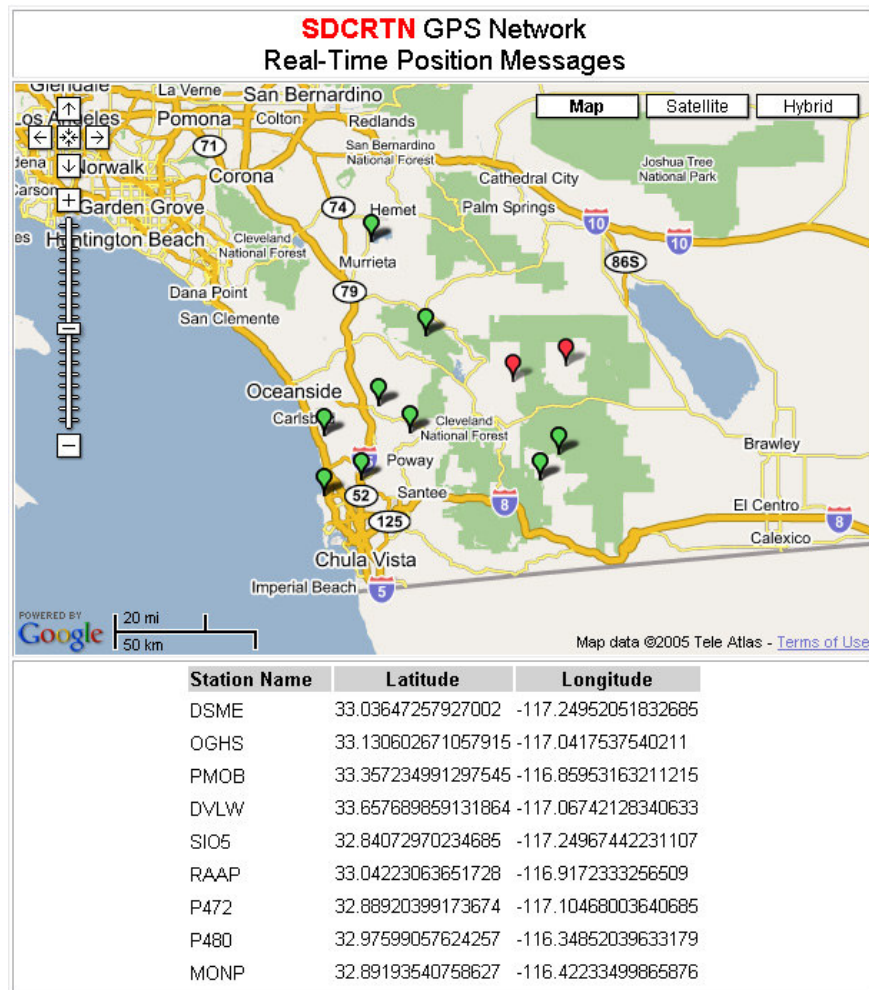 SDCRTN GPS Network
Real-Time Position Messages
Glendale
La Verne
San Bernardino
Map
Satellite
Hybrid
Los Angeles
Pomona
Colton
Redlands
71
San Bernardino
National Forest
Joshua Tree
National Park
Norwalk
Corona
Cathedral City
Carson
Garden Grove
74
Hemet
Palm Springs
10
10
Huntington Beach
Cleveland
National Forest
Murrieta
86S
Dana Point
79
San Clemente
Oceanside
Carlsb
Cleveland
National Forest
Brawley
Poway
52
Santee
8
El Centro
8
125
Calexico
Chula Vista
Imperial Beach
5
POWERED BY
Google
20 mi
50 km
Map data ©2005 Tele Atlas - Terms of Use
Station Name Latitude Longitude
DSME 33.03647257927002 -117.24952051832685
OGHS 33.130602671057915 -117.0417537540211
PMOB 33.357234991297545 -116.85953163211215
DVLW 33.657689859131864 -117.06742128340633
SIO5 32.84072970234685 -117.24967442231107
RAAP 33.04223063651728 -116.9172333256509
P472 32.88920399173674 -117.10468003640685
P480 32.97599057624257 -116.34852039633179
MONP 32.89193540758627 -116.42233499865876